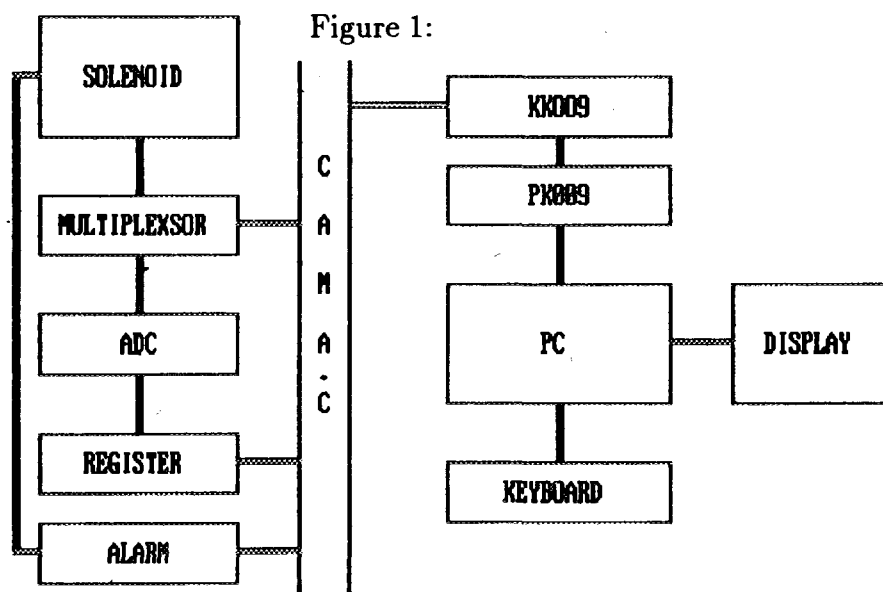 Figure 1:
SOLENOID
MULTIPLEXSOR
ADC
REGISTER
ALARM
C
A
M
A
C
KK009
PK009
PC
DISPLAY
KEYBOARD